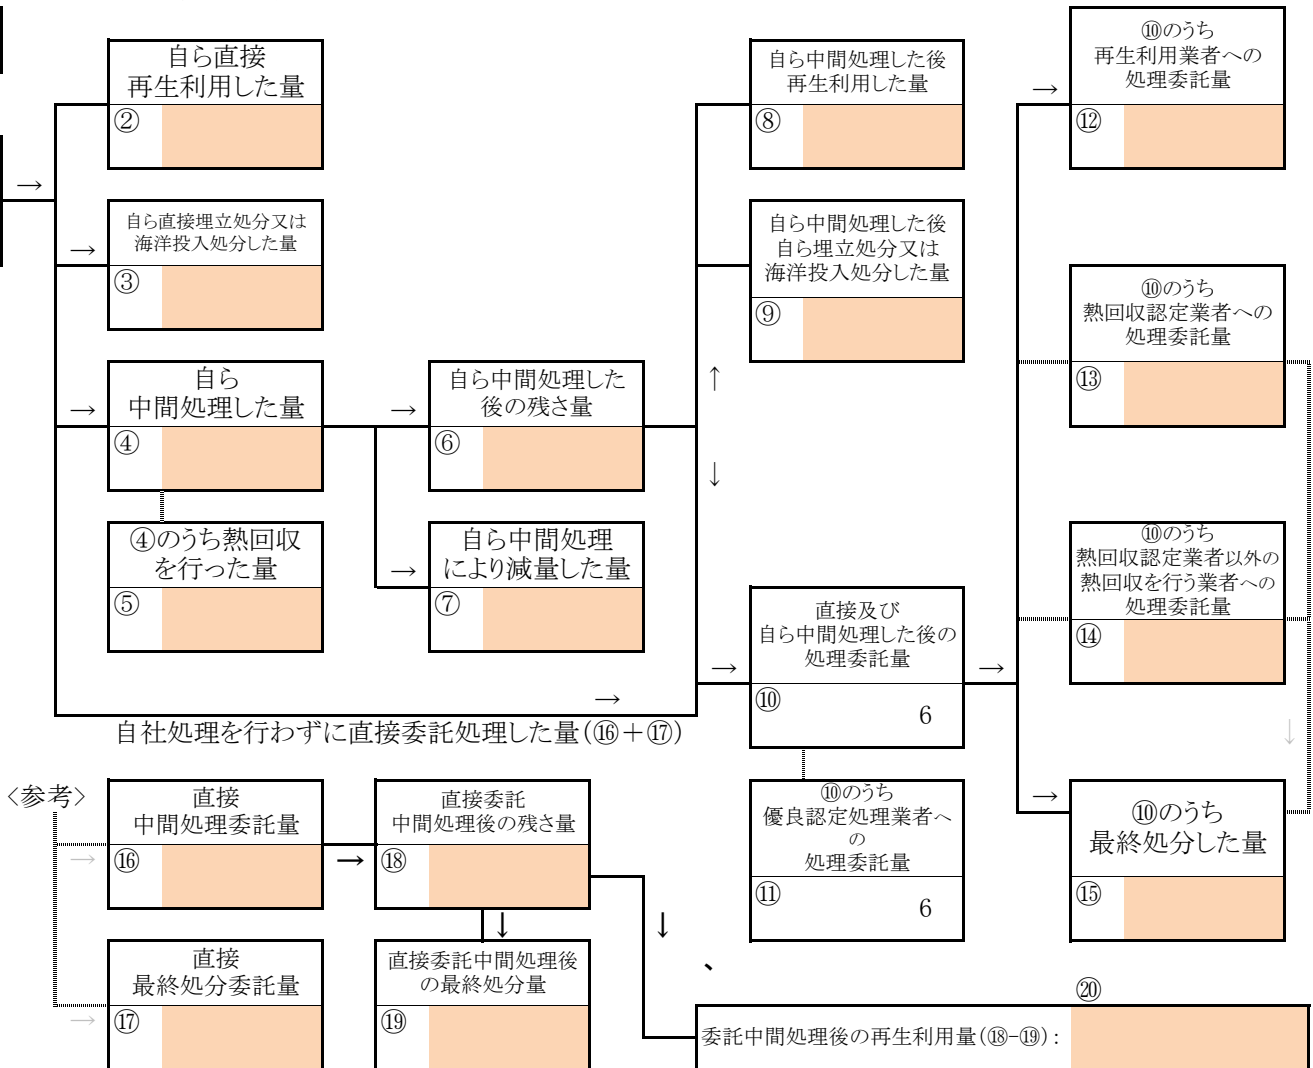 自ら直接
再生利用した量
②
→
自ら直接埋立処分又は
海洋投入処分した量
→
③
自ら
中間処理した量
→
④
④のうち熱回収
を行った量
⑤
→
自ら中間処理した
後の残さ量
⑥
自ら中間処理
により減量した量
→
⑦
自ら中間処理した後
再生利用した量
⑧
自ら中間処理した後
自ら埋立処分又は
海洋投入処分した量
⑨
↑
↓
→
自社処理を行わずに直接委託処理した量(⑯+⑰)
→
直接及び
自ら中間処理した後の
処理委託量
⑩
6
⑩のうち
優良認定処理業者へ
の
処理委託量
⑪
6
→
→
⑩のうち
再生利用業者への
処理委託量
⑫
⑩のうち
熱回収認定業者への
処理委託量
⑬
⑩のうち
熱回収認定業者以外の
熱回収を行う業者への
処理委託量
⑭
↓
→
⑩のうち
最終処分した量
⑮
<参考>
直接
中間処理委託量
→
⑯
→
直接委託
中間処理後の残さ量
⑱
↓
↓
直接
最終処分委託量
→
⑰
直接委託中間処理後
の最終処分量
⑲
、
⑳
委託中間処理後の再生利用量(⑱-⑲):